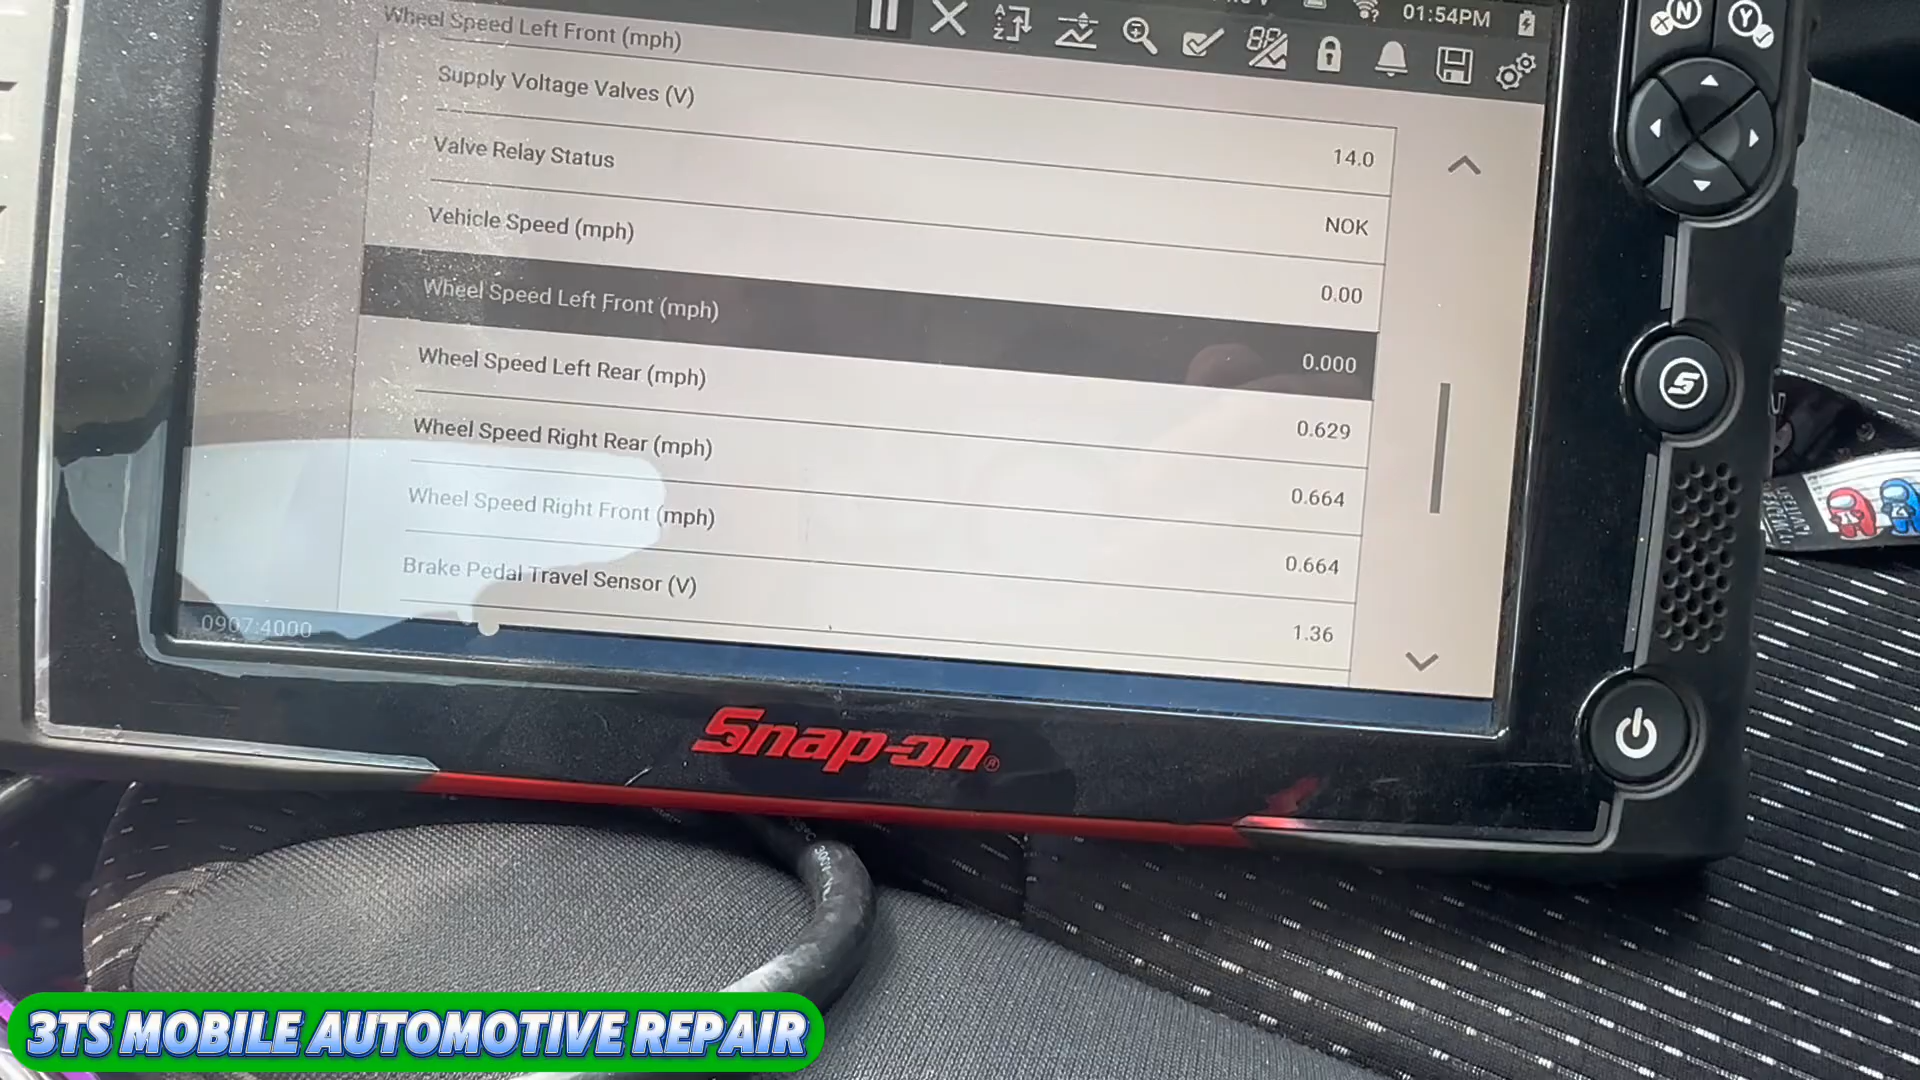 01:54PM
Wheel Speed Left Front (mph)
Supply Voltage Valves (V)
14.0
Valve Relay Status
NOK
Vehicle Speed (mph)
0.00
Wheel Speed Left Front (mph)
0.000
Wheel Speed Left Rear (mph)
0.629
Wheel Speed Right Rear (mph)
0.664
Wheel Speed Right Front (mph)
0.664
Brake Pedal Travel Sensor (V)
1.36
0907:4000
N
Y
S
Snap-on®
3TS MOBILE AUTOMOTIVE REPAIR